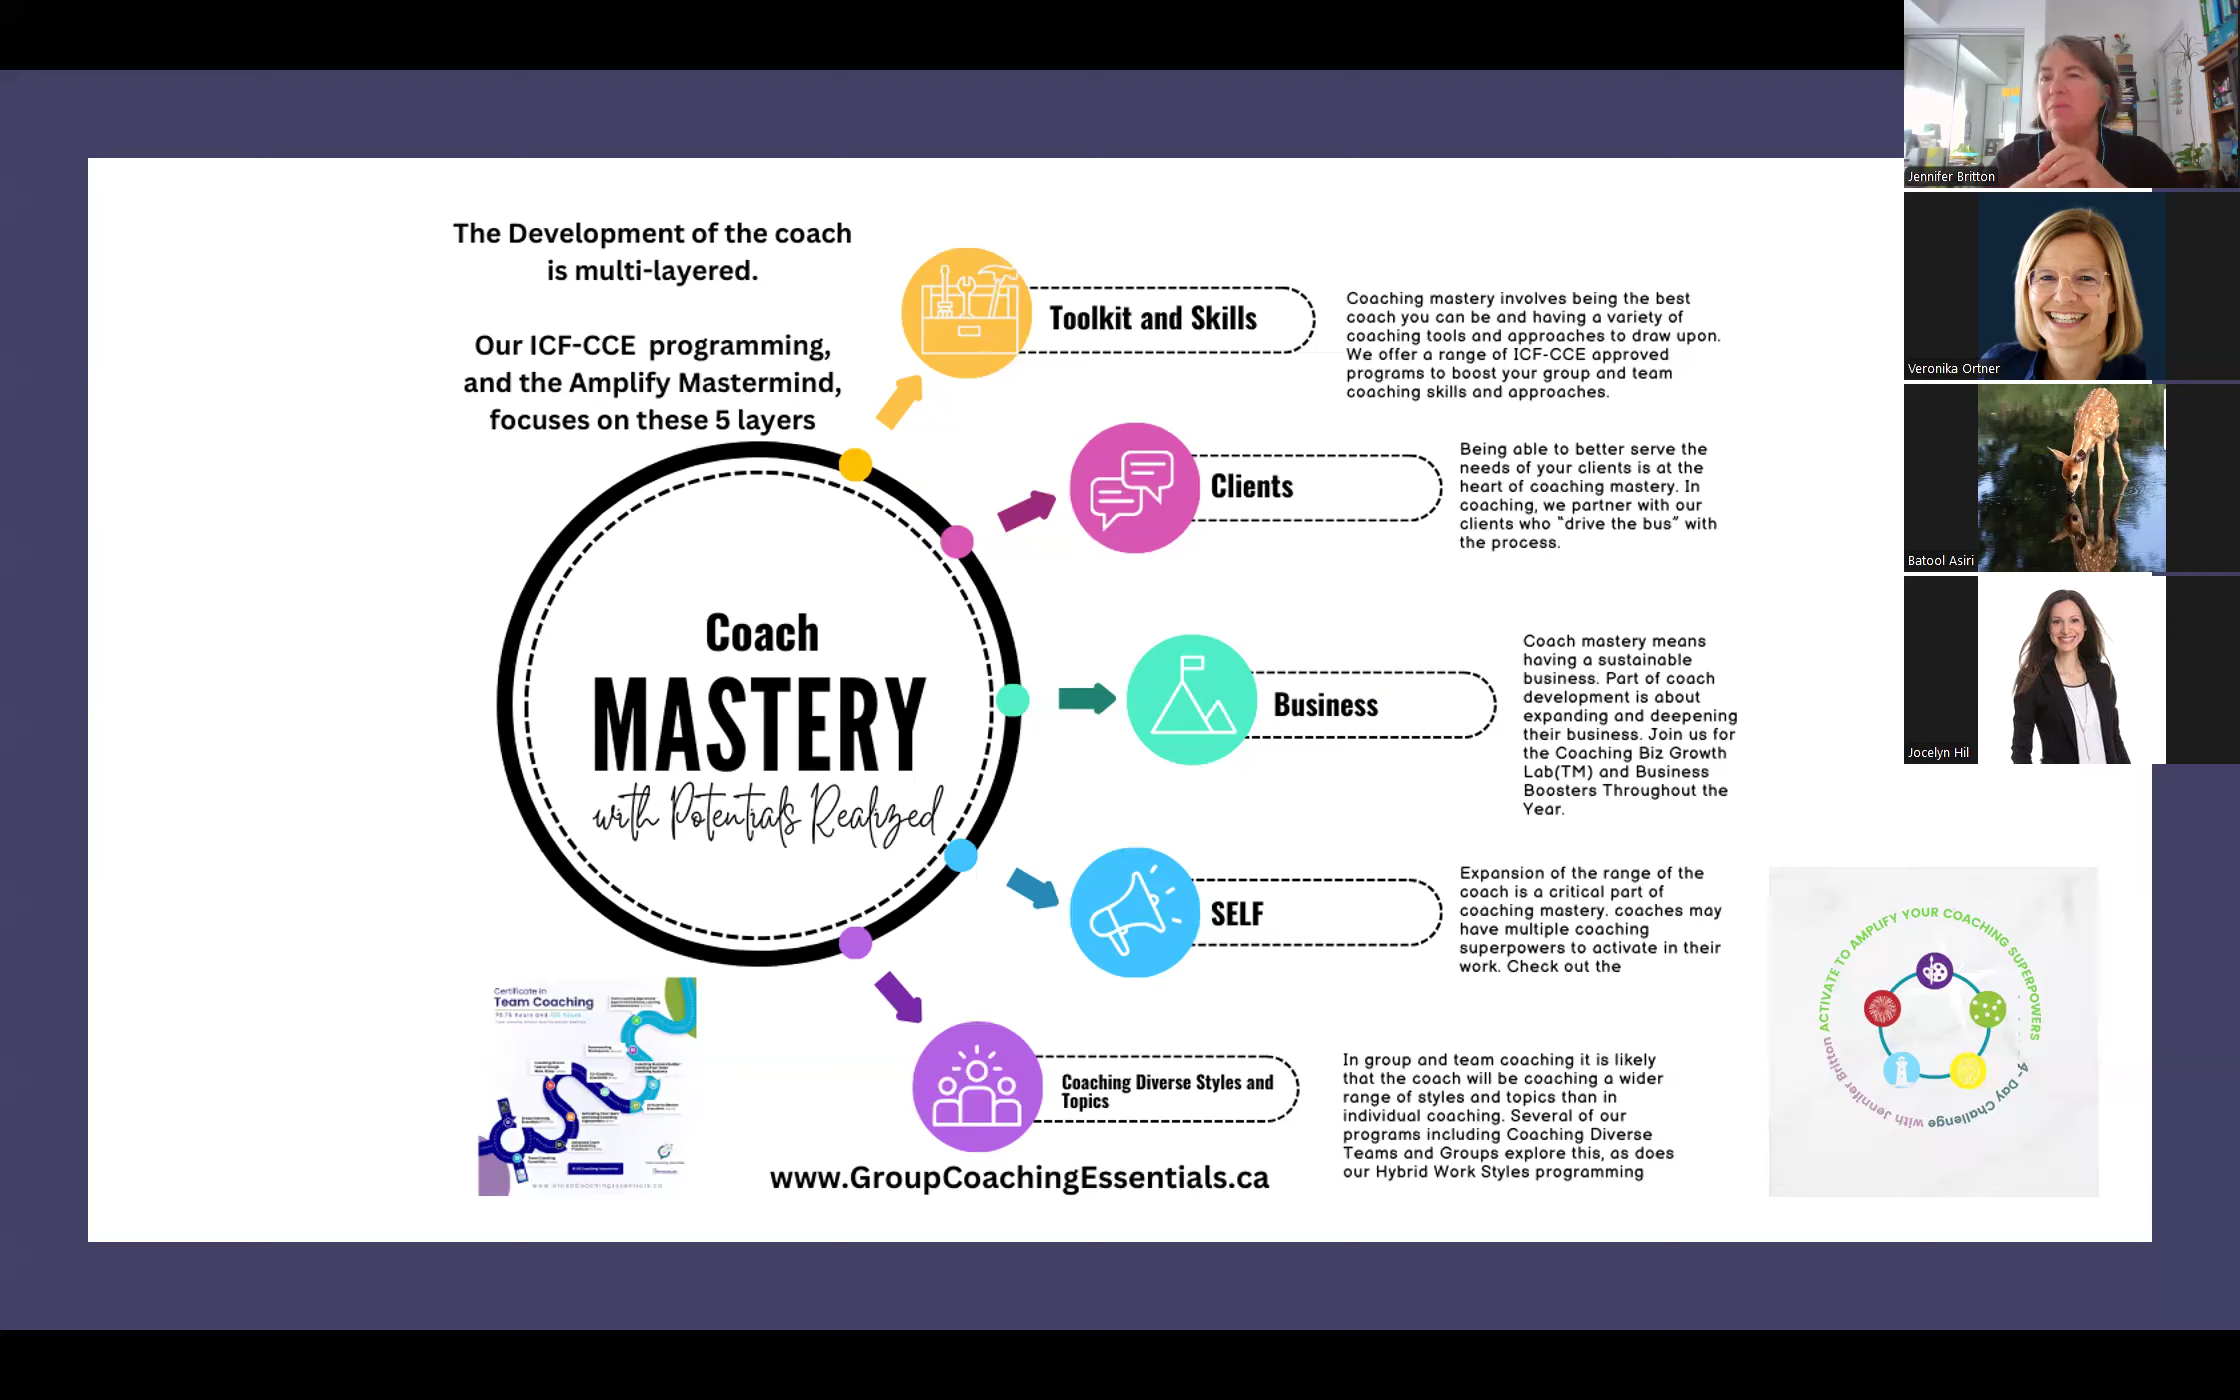 The Development of the coach
is multi-layered.
Our ICF-CCE programming,
and the Amplify Mastermind,
focuses on these 5 layers
Coach
MASTERY
with Potentials Realized
Toolkit and Skills
Coaching mastery involves being the best
coach you can be and having a variety of
coaching tools and approaches to draw upon.
We offer a range of ICF-CCE approved
programs to boost your group and team
coaching skills and approaches.
Clients
Being able to better serve the
needs of your clients is at the
heart of coaching mastery. In
coaching, we partner with our
clients who “drive the bus” with
the process.
Business
Coach mastery means
having a sustainable
business. Part of coach
development is about
expanding and deepening
their business. Join us for
the Coaching Biz Growth
Lab(TM) and Business
Boosters Throughout the
Year.
SELF
Expansion of the range of the
coach is a critical part of
coaching mastery. coaches may
have multiple coaching
superpowers to activate in their
work. Check out the
Coaching Diverse Styles and
Topics
In group and team coaching it is likely
that the coach will be coaching a wider
range of styles and topics than in
individual coaching. Several of our
programs including Coaching Diverse
Teams and Groups explore this, as does
our Hybrid Work Styles programming
www.GroupCoachingEssentials.ca
Certificate in
Team Coaching
ACTIVATE TO AMPLIFY YOUR COACHING SUPERPOWERS
4- Day Challenge with Jennifer Britton
Jennifer Britton
Veronika Ortner
Batool Asiri
Jocelyn Hil